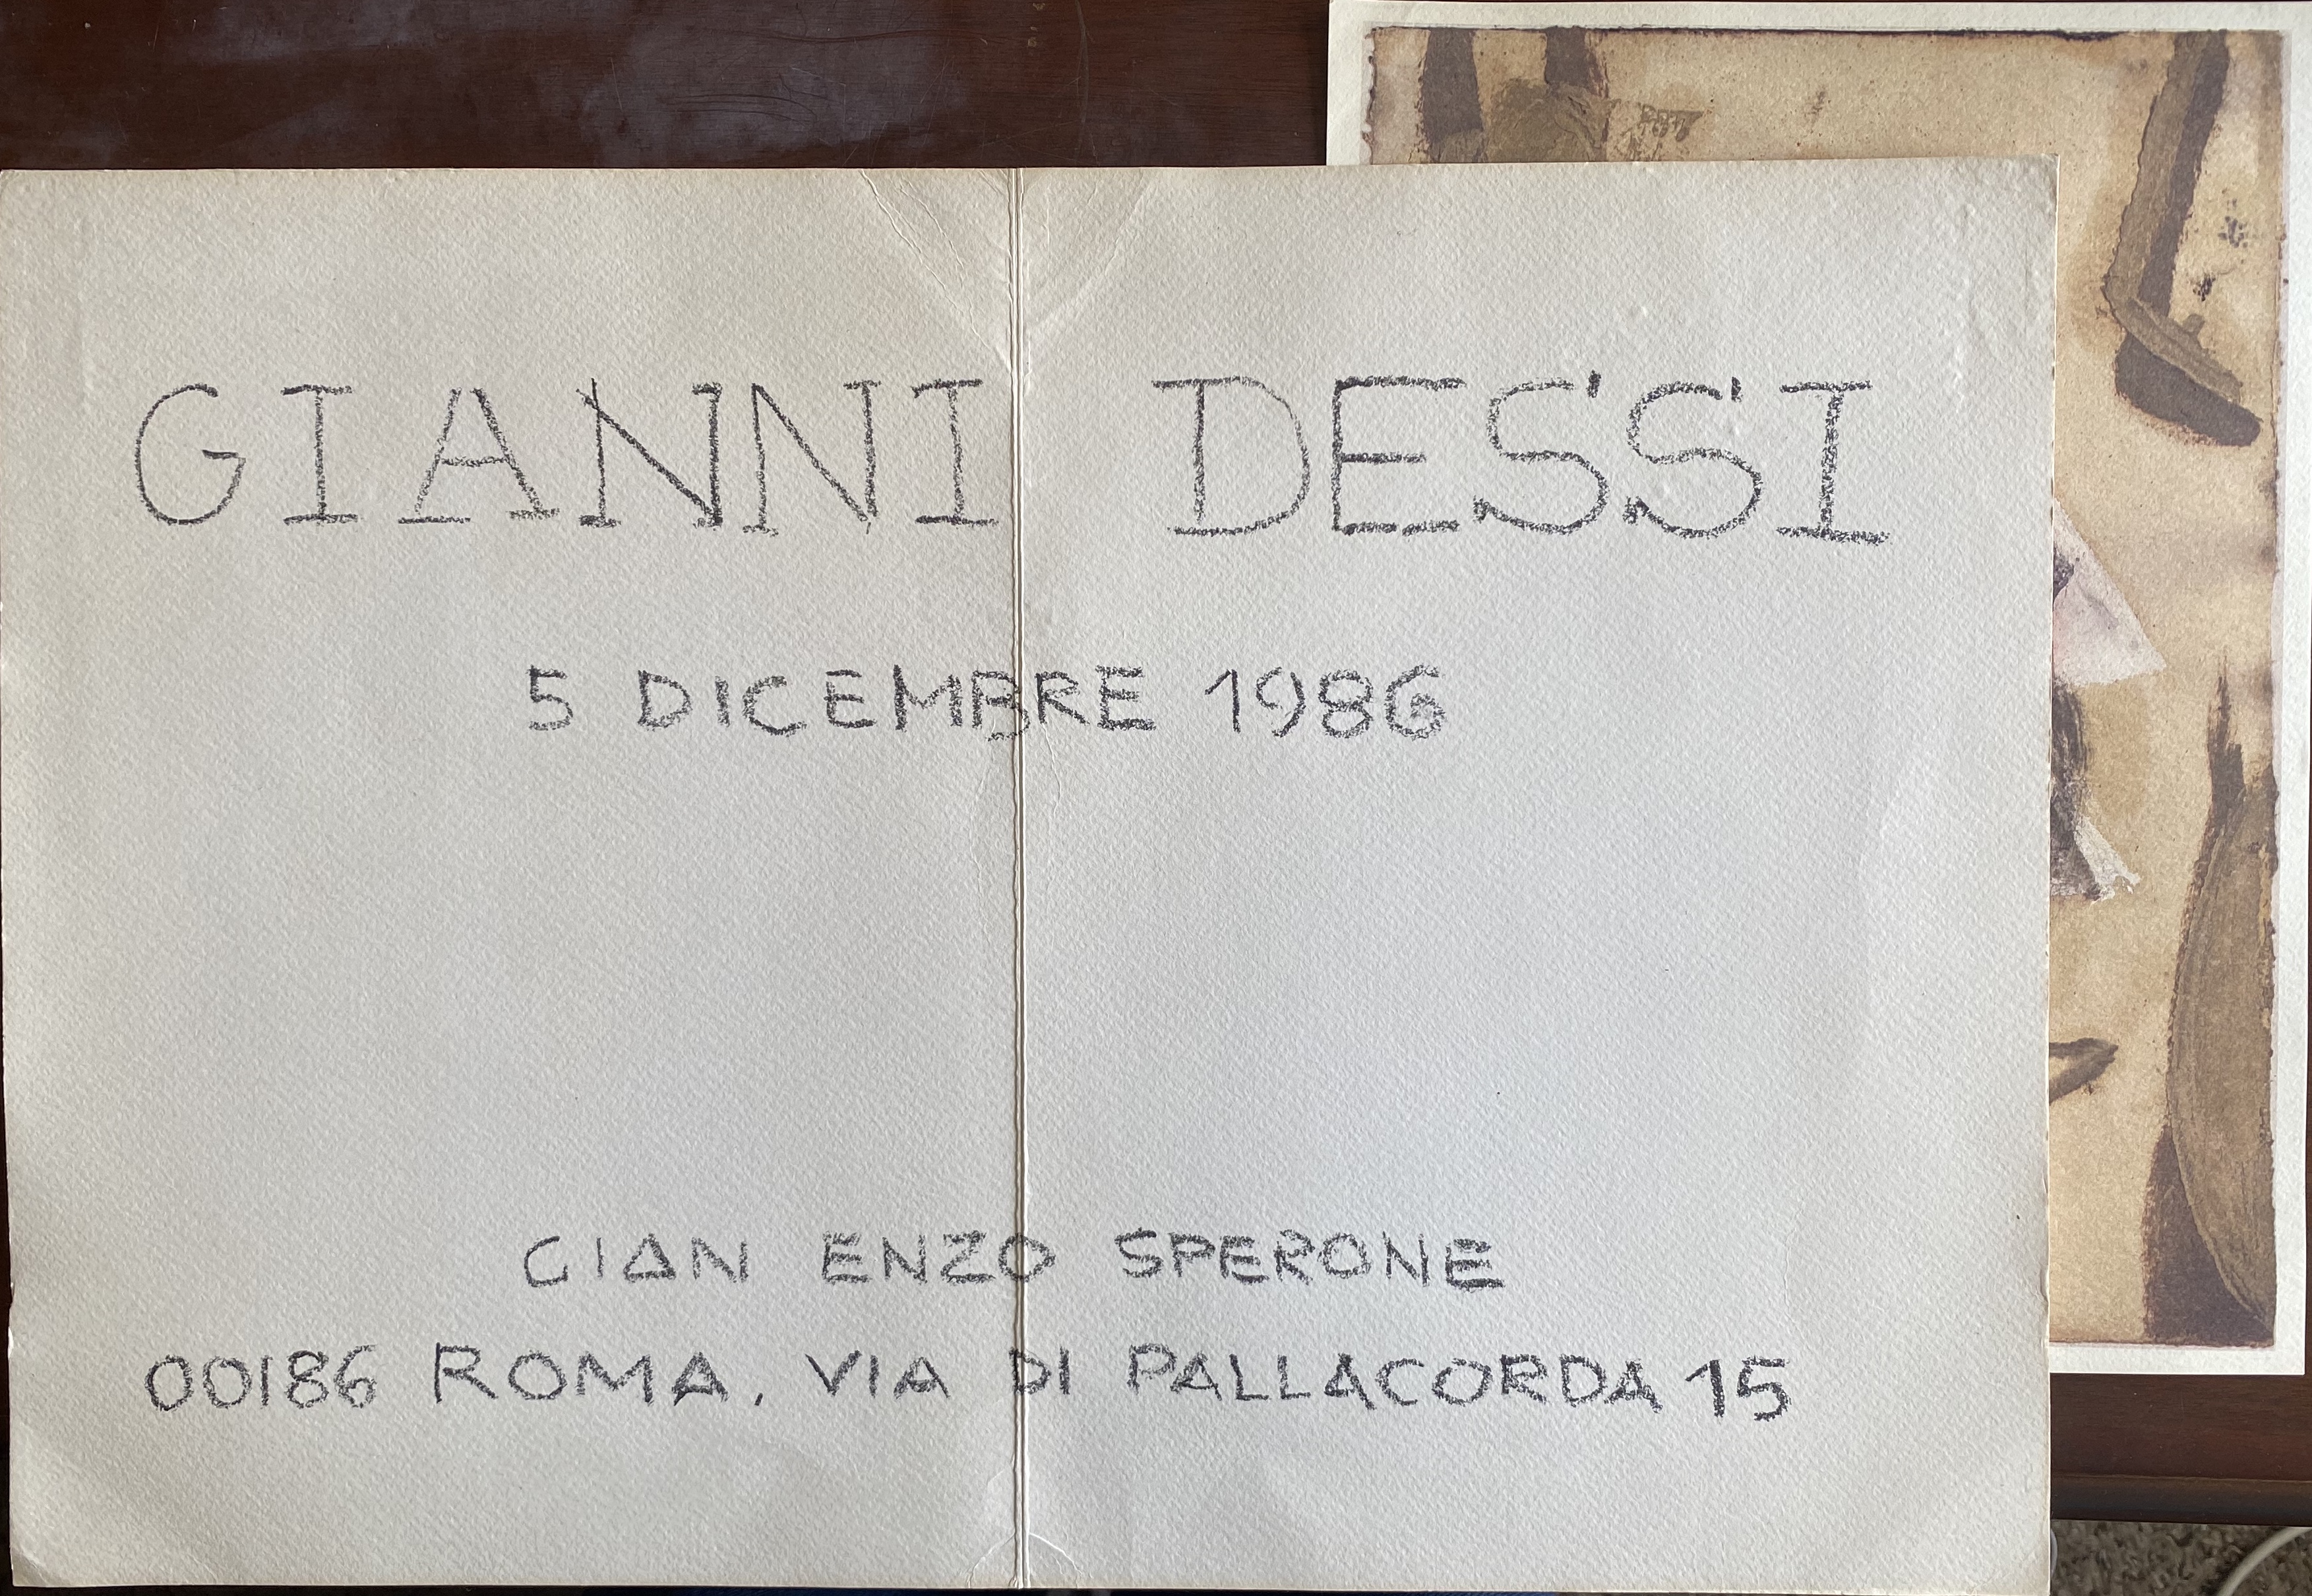 GIANNI DESSI
5 DICEMBRE 1986
GIAN ENZO SPERONE
00186 ROMA. VIA DI PALLACORDA 15